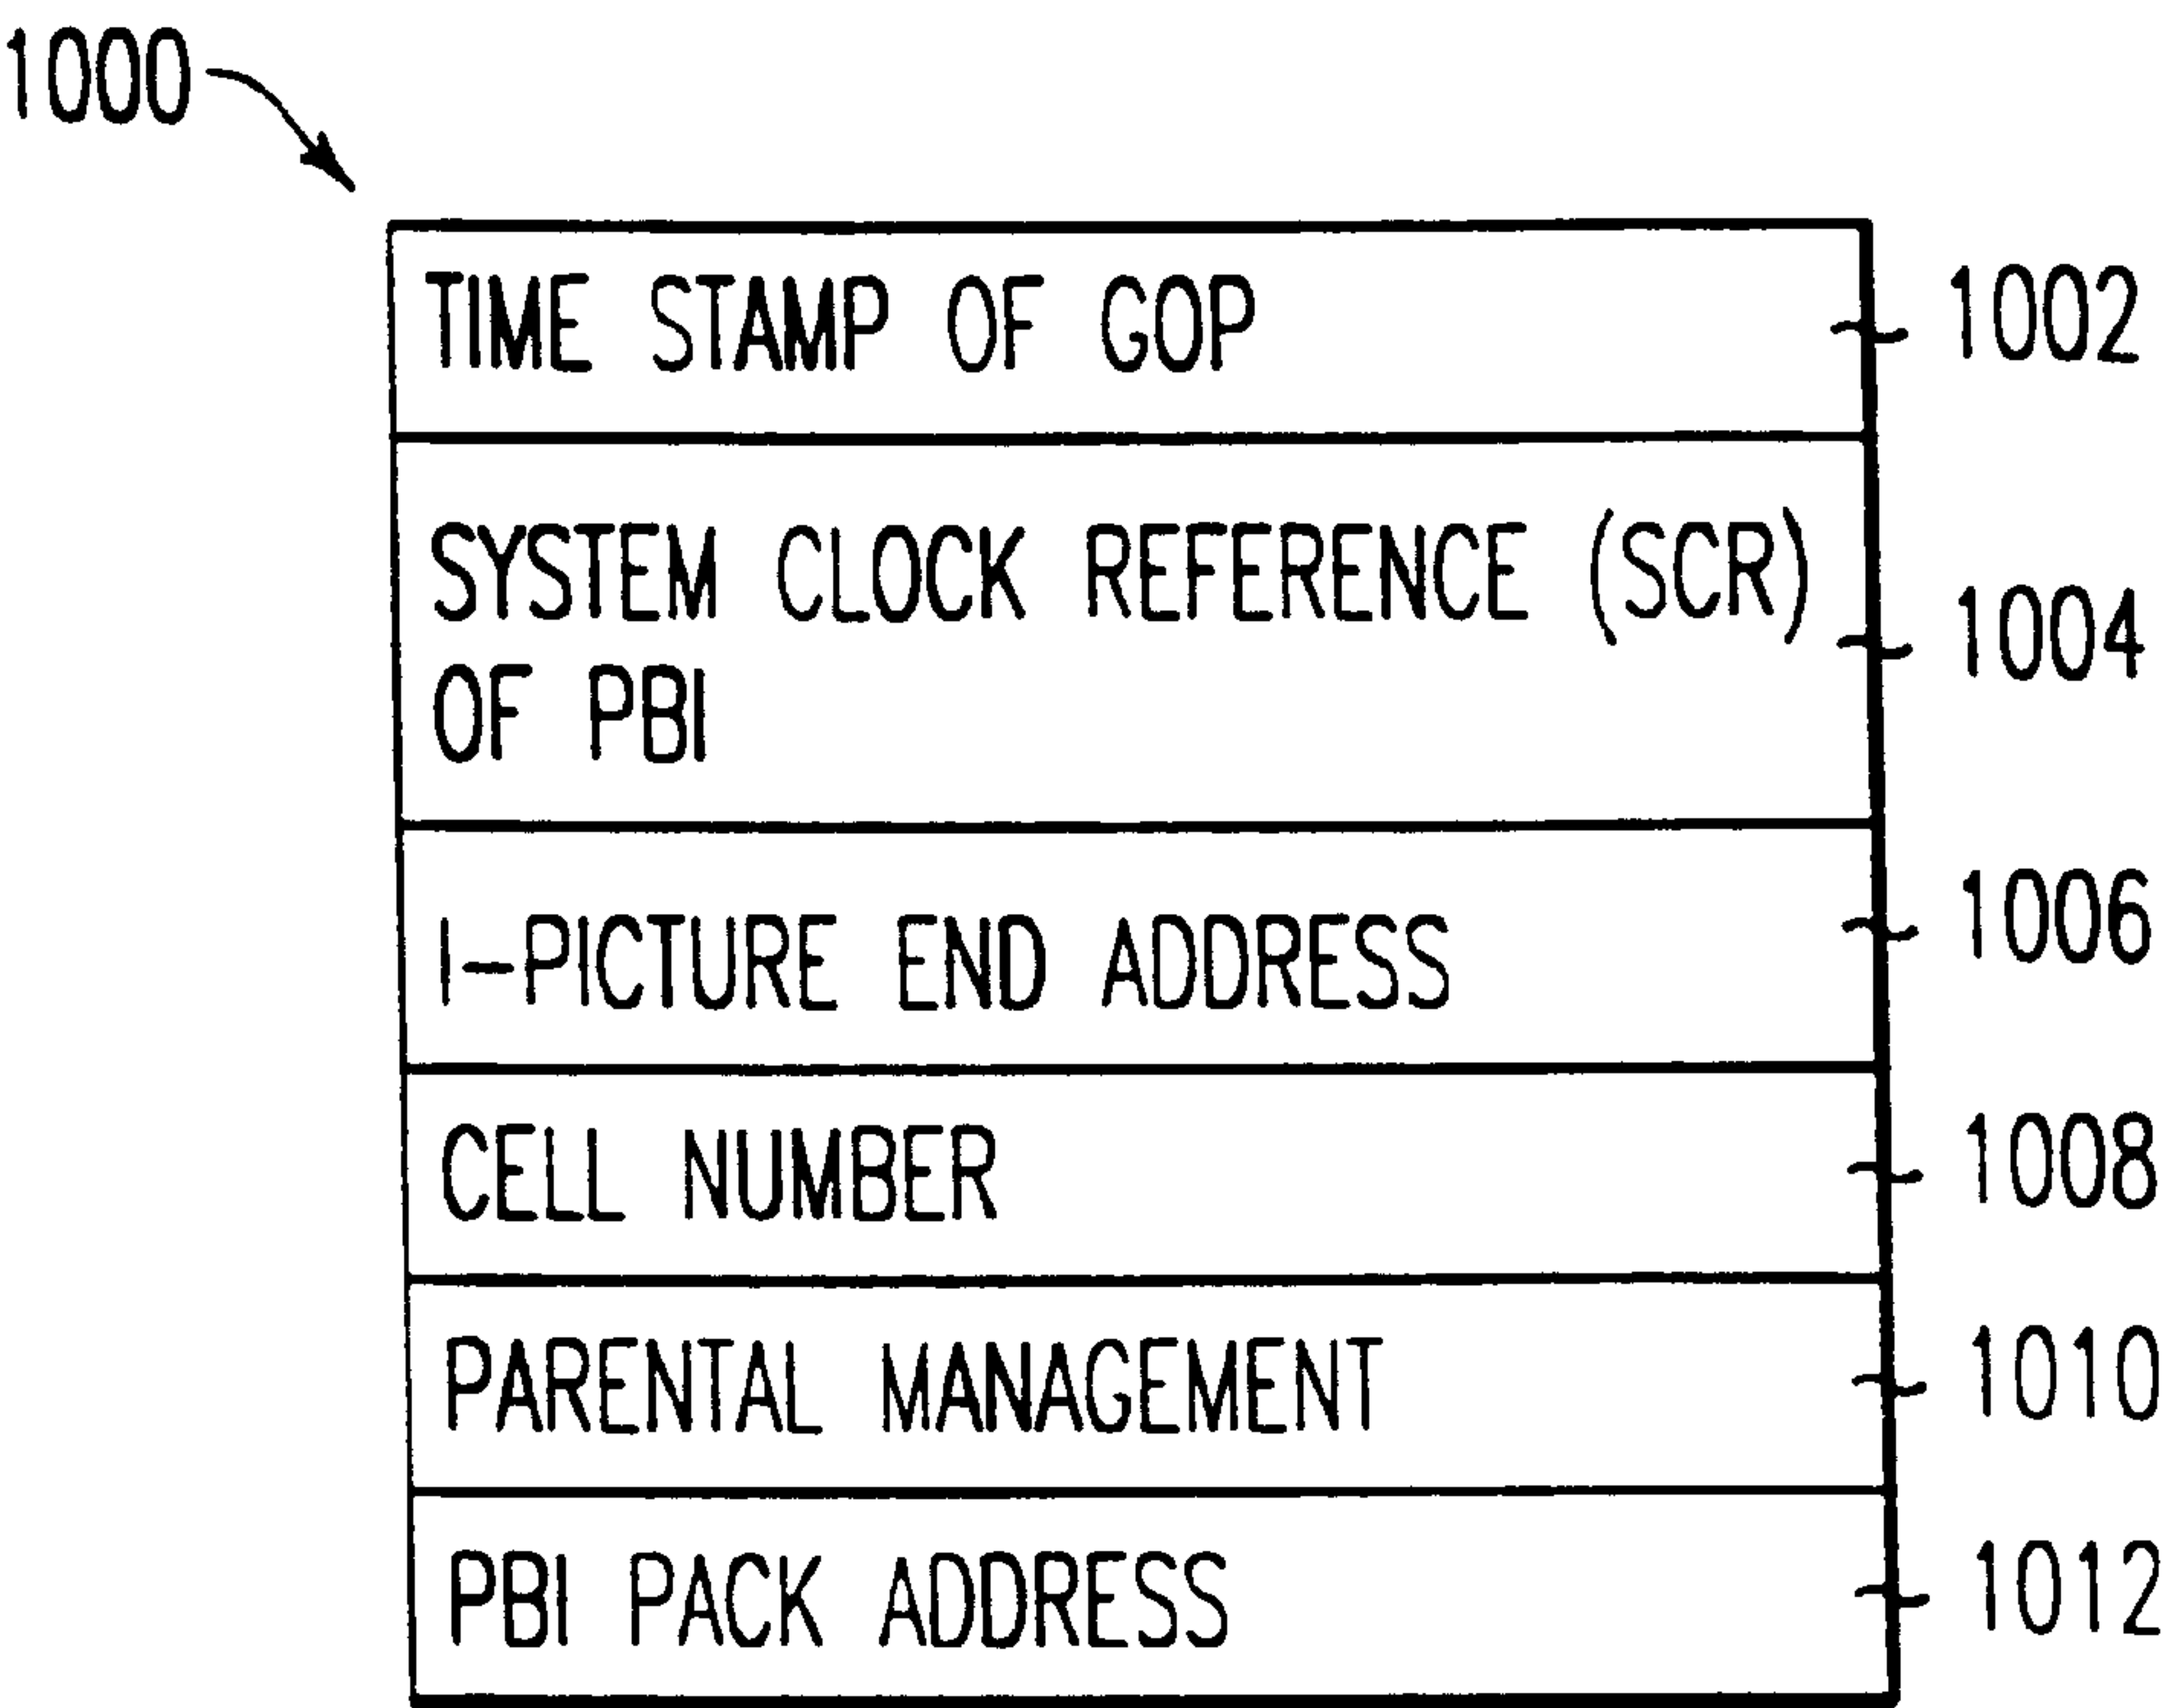 1000
TIME STAMP OF GOP
1002
SYSTEM CLOCK REFERENCE (SCR)
OF PBI
1004
I-PICTURE END ADDRESS
1006
CELL NUMBER
1008
PARENTAL MANAGEMENT
1010
PBI PACK ADDRESS
1012